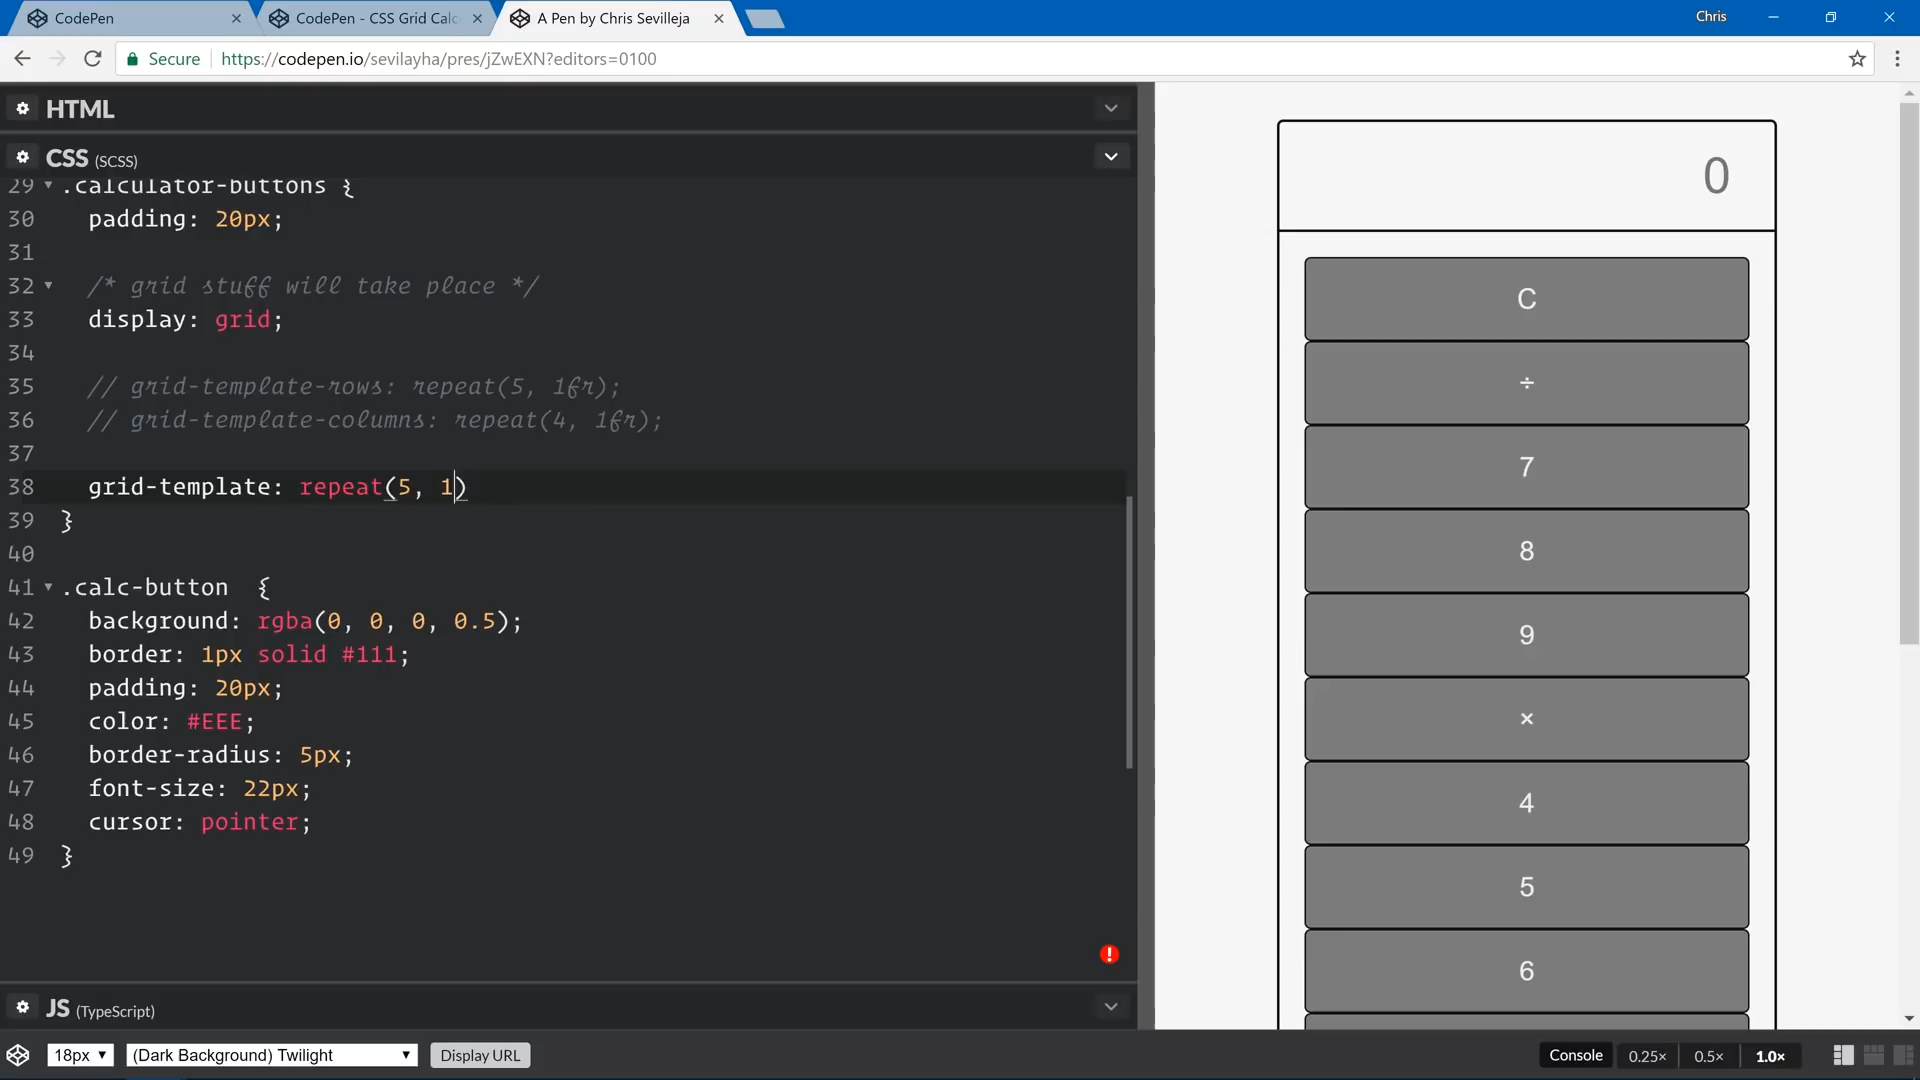 CodePen
CodePen - CSS Grid Calc
A Pen by Chris Sevilleja
Chris
Secure
https://codepen.io/sevilayha/pres/jZwEXN?editors=0100
HTML
CSS (SCSS)
29 .calculator-buttons {
30 padding: 20px;
31
32 /* grid stuff will take place */
33 display: grid;
34
35 // grid-template-rows: repeat(5, 1fr);
36 // grid-template-columns: repeat(4, 1fr);
37
38 grid-template: repeat(5, 1)
39 }
40
41 .calc-button {
42 background: rgba(0, 0, 0, 0.5);
43 border: 1px solid #111;
44 padding: 20px;
45 color: #EEE;
46 border-radius: 5px;
47 font-size: 22px;
48 cursor: pointer;
49 }
JS (TypeScript)
18px
(Dark Background) Twilight
Display URL
0
C
÷
7
8
9
×
4
5
6
Console
0.25×
0.5×
1.0×